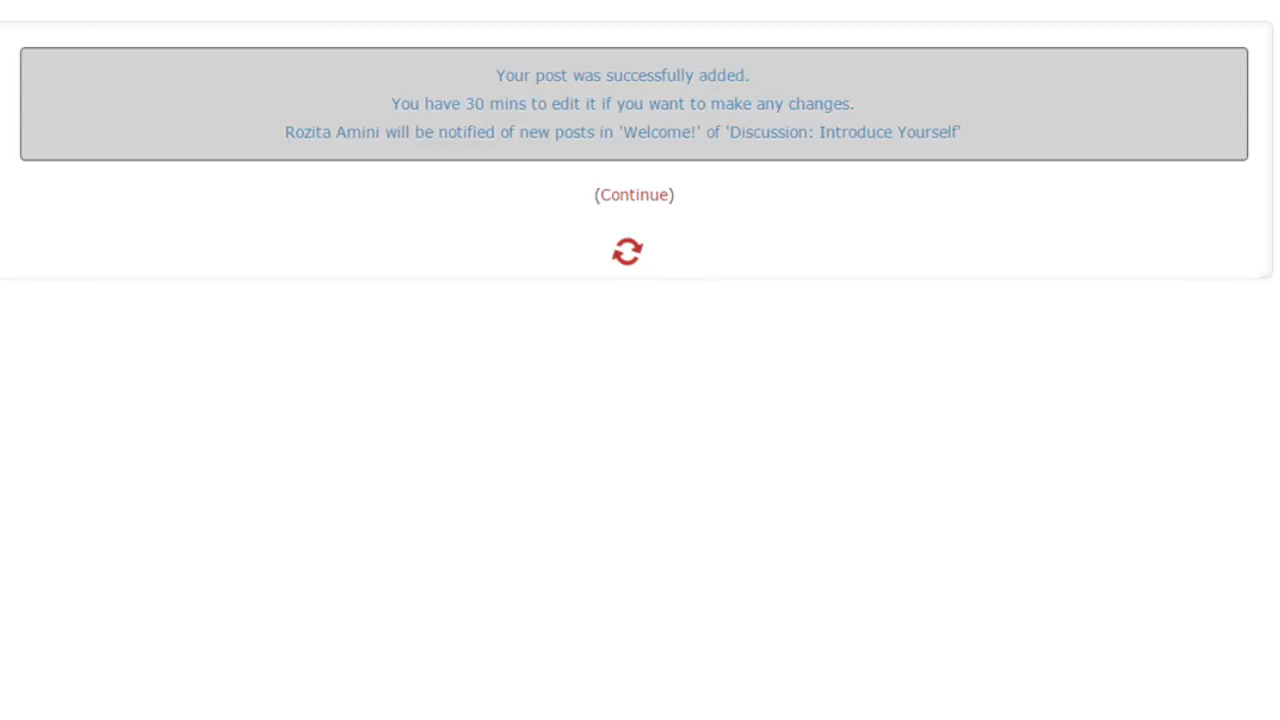 Your post was successfully added.
You have 30 mins to edit it if you want to make any changes.
Rozita Amini will be notified of new posts in 'Welcome!' of 'Discussion: Introduce Yourself'
(Continue)